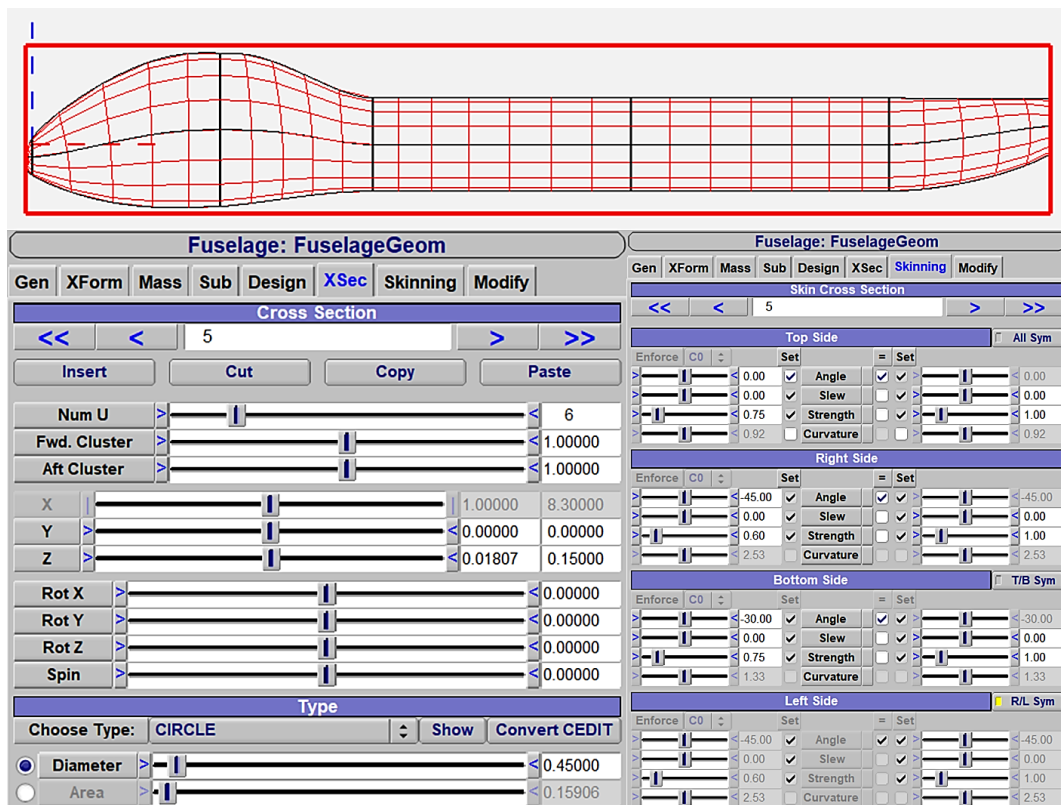 Fuselage: FuselageGeom
Gen XForm Mass Sub Design XSec Skinning Modify
Cross Section
<< < 5 > >>
Insert Cut Copy Paste
Num U > < 6
Fwd. Cluster > < 1.00000
Aft Cluster > < 1.00000
X 1.00000 8.30000
Y > < 0.00000 0.00000
Z > < 0.01807 0.15000
Rot X > < 0.00000
Rot Y > < 0.00000
Rot Z > < 0.00000
Spin > < 0.00000
Type
Choose Type: CIRCLE Show Convert CEDIT
Diameter > < 0.45000
Area > < 0.15906
Fuselage: FuselageGeom
Gen XForm Mass Sub Design XSec Skinning Modify
Skin Cross Section
<< < 5 > >>
Top Side All Sym
Enforce C0 Set = Set
> < 0.00 Angle > < 0.00
> < 0.00 Slew > < 0.00
> < 0.75 Strength > < 1.00
> < 0.92 Curvature > < 0.92
Right Side
Enforce C0 Set = Set
> < -45.00 Angle > < -45.00
> < 0.00 Slew > < 0.00
> < 0.60 Strength > < 1.00
> < 2.53 Curvature > < 2.53
Bottom Side T/B Sym
Enforce C0 Set = Set
> < -30.00 Angle > < -30.00
> < 0.00 Slew > < 0.00
> < 0.75 Strength > < 1.00
> < 1.33 Curvature > < 1.33
Left Side R/L Sym
Enforce C0 Set = Set
> < -45.00 Angle > < -45.00
> < 0.00 Slew > < 0.00
> < 0.60 Strength > < 1.00
> < 2.53 Curvature > < 2.53